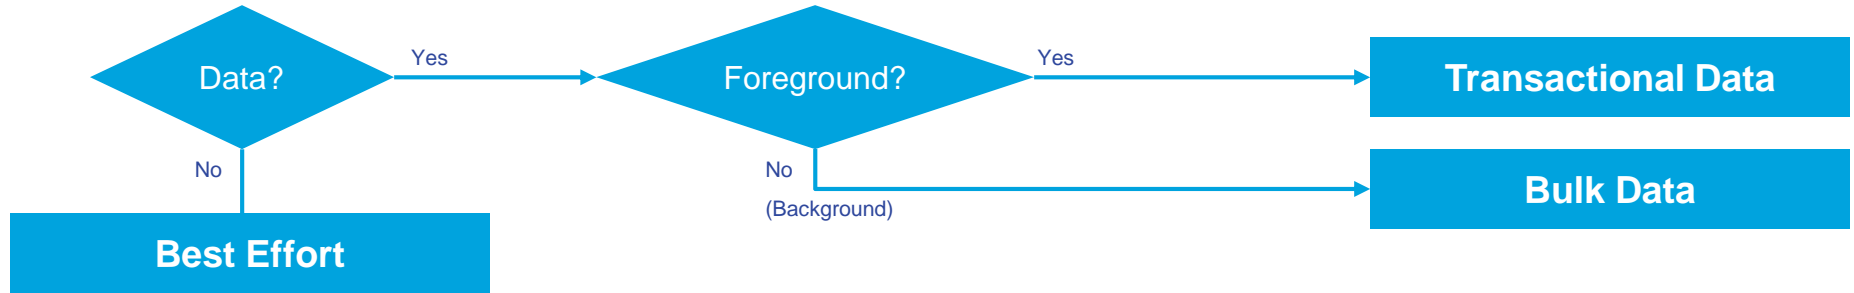 Data?
Yes
Foreground?
Yes
Transactional Data
No
No
(Background)
Bulk Data
Best Effort